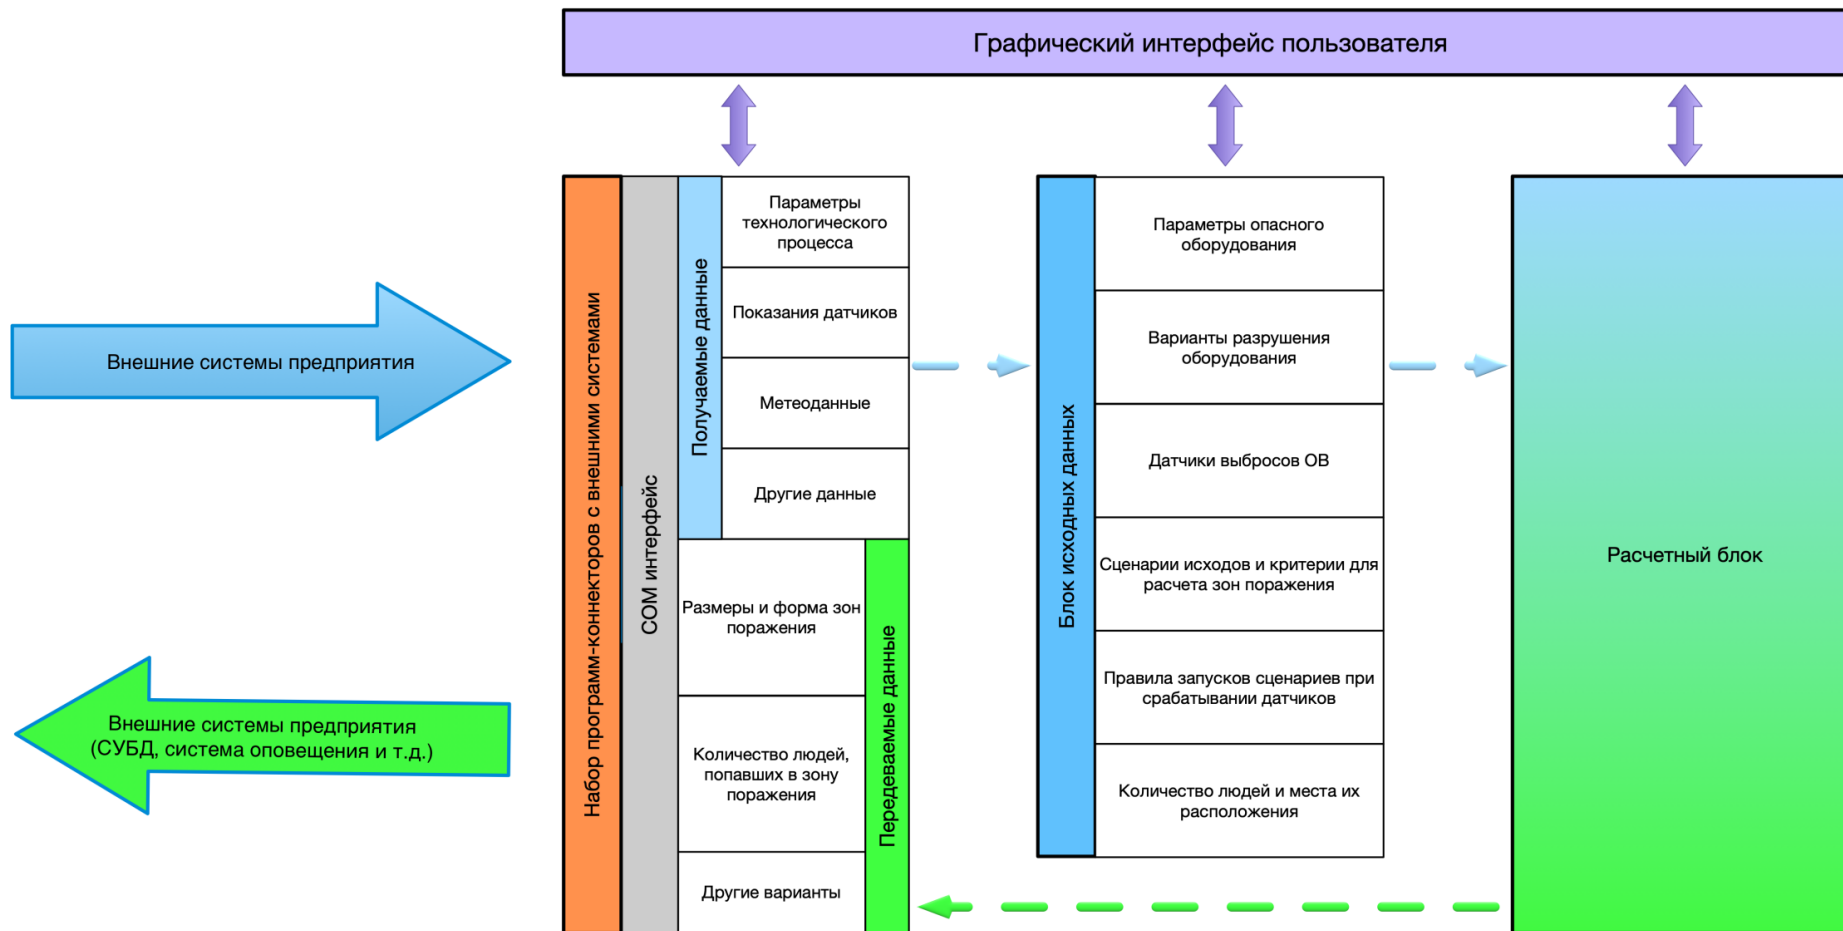 Графический интерфейс пользователя
Внешние системы предприятия
Внешние системы предприятия
(СУБД, система оповещения и т.д.)
Набор програм-коннекторов с внешними системами
COM интерфейс
Получаемые данные
Параметры
технологического
процесса
Показания датчиков
Метеоданные
Другие данные
Размеры и форма зон
поражения
Количество людей,
попавших в зону
поражения
Другие варианты
Передеваемые данные
Блок исходных данных
Параметры опасного
оборудования
Варианты разрушения
оборудования
Датчики выбросов ОВ
Сценарии исходов и критерии для
расчета зон поражения
Правила запусков сценариев при
срабатывании датчиков
Количество людей и места их
расположения
Расчетный блок